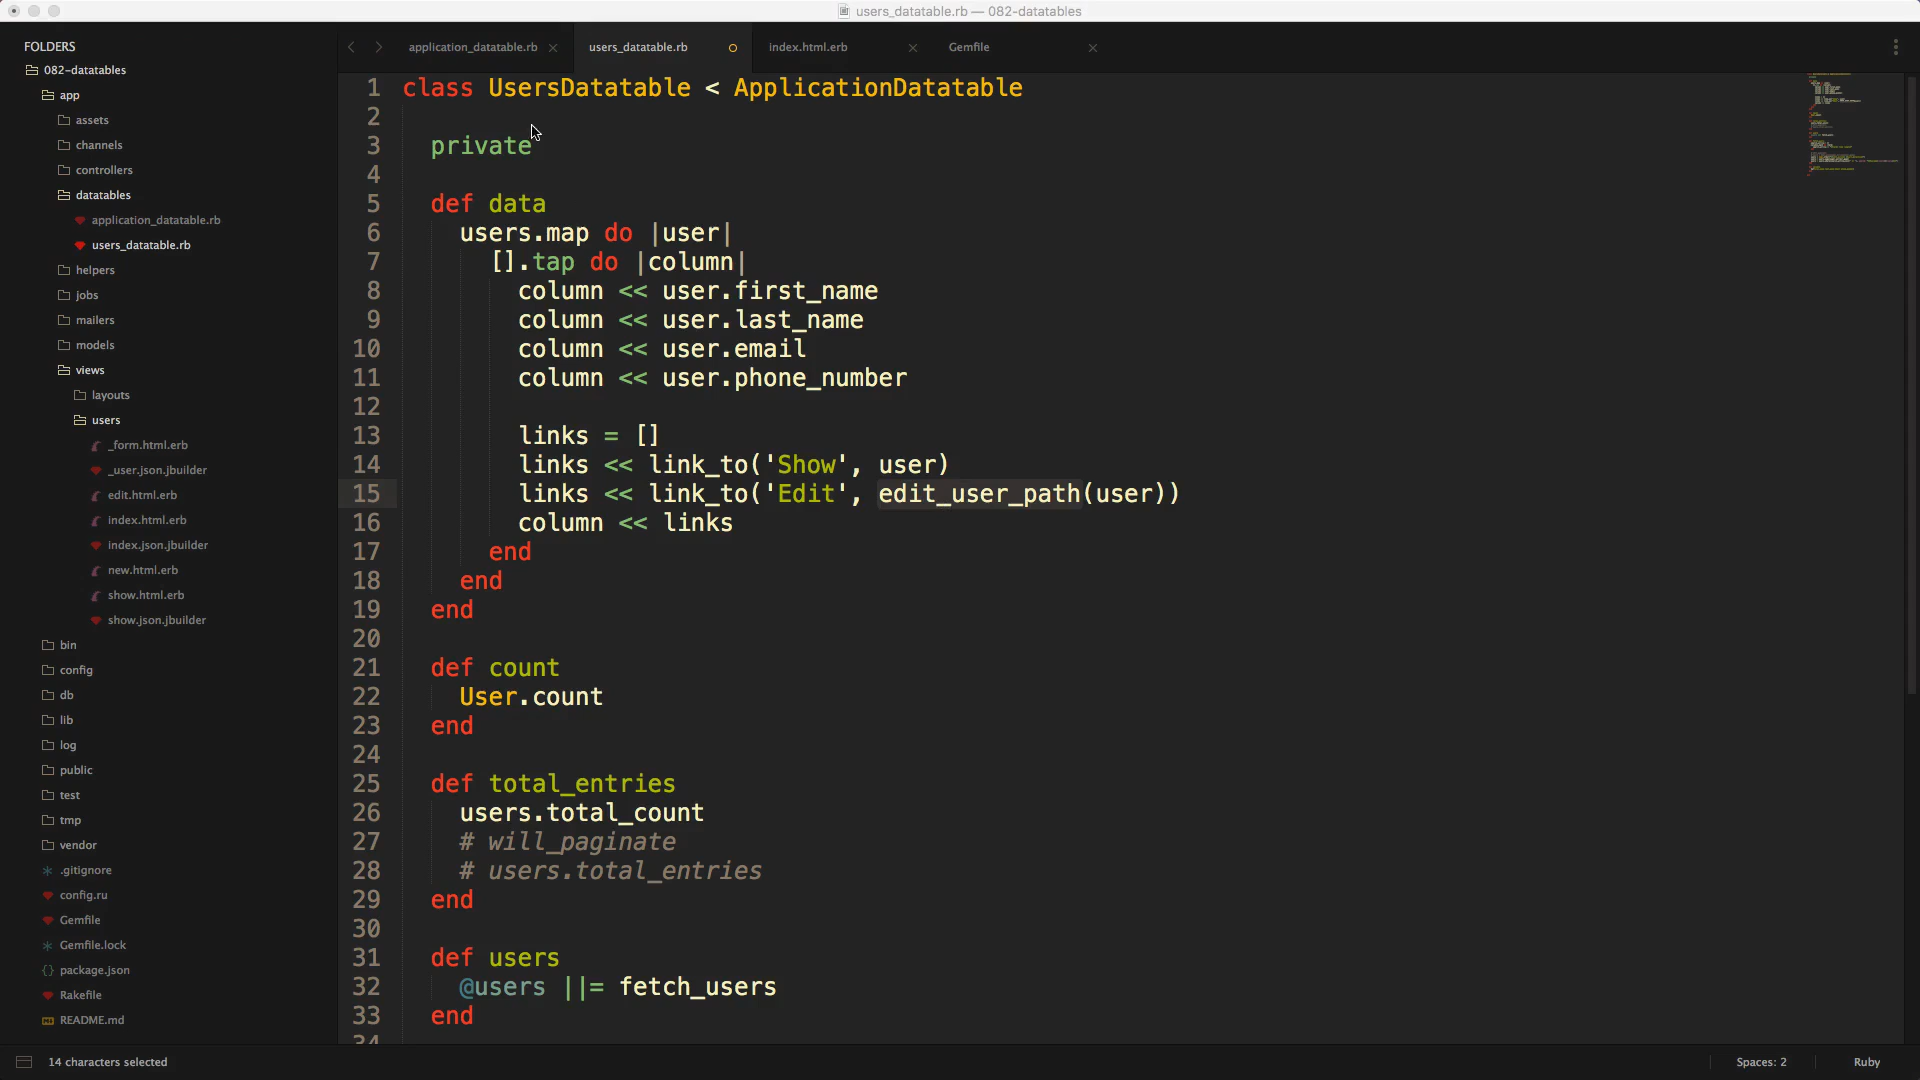 users_datatable.rb — 082-datatables
FOLDERS
082-datatables
app
assets
channels
controllers
datatables
application_datatable.rb
users_datatable.rb
helpers
jobs
mailers
models
views
layouts
users
_form.html.erb
_user.json.jbuilder
edit.html.erb
index.html.erb
index.json.jbuilder
new.html.erb
show.html.erb
show.json.jbuilder
bin
config
db
lib
log
public
test
tmp
vendor
.gitignore
config.ru
Gemfile
Gemfile.lock
package.json
Rakefile
README.md
application_datatable.rb
users_datatable.rb
index.html.erb
Gemfile
1 class UsersDatatable < ApplicationDatatable
2
3 private
4
5 def data
6 users.map do |user|
7 [].tap do |column|
8 column << user.first_name
9 column << user.last_name
10 column << user.email
11 column << user.phone_number
12
13 links = []
14 links << link_to('Show', user)
15 links << link_to('Edit', edit_user_path(user))
16 column << links
17 end
18 end
19 end
20
21 def count
22 User.count
23 end
24
25 def total_entries
26 users.total_count
27 # will_paginate
28 # users.total_entries
29 end
30
31 def users
32 @users ||= fetch_users
33 end
34
14 characters selected
Spaces: 2
Ruby